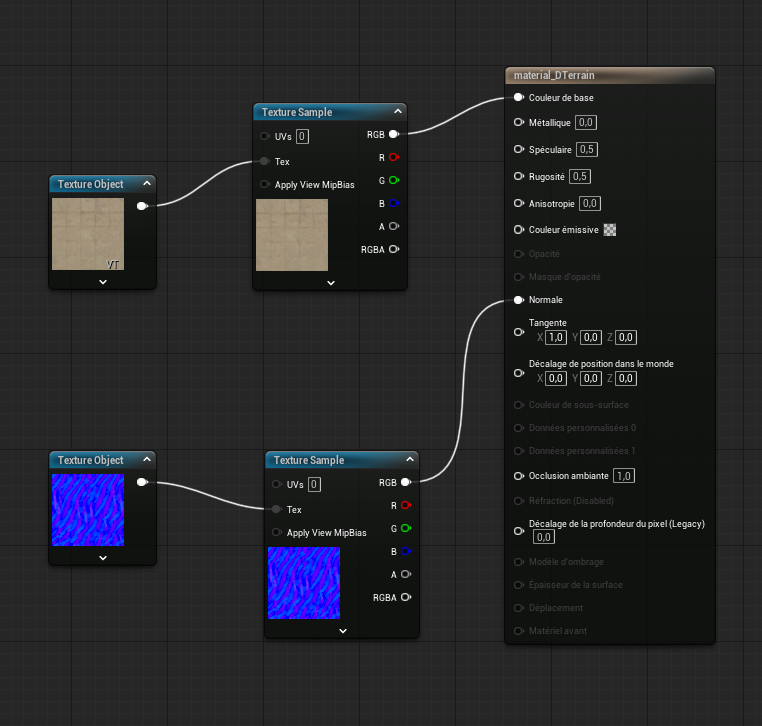 Texture Object
VT
Texture Sample
UVs 0
Tex
Apply View MipBias
RGB
R
G
B
A
RGBA
Texture Object
Texture Sample
UVs 0
Tex
Apply View MipBias
RGB
R
G
B
A
RGBA
material_DTerrain
Couleur de base
Métallique 0,0
Spéculaire 0,5
Rugosité 0,5
Anisotropie 0,0
Couleur émissive
Opacité
Masque d'opacité
Normale
Tangente
X 1,0 Y 0,0 Z 0,0
Décalage de position dans le monde
X 0,0 Y 0,0 Z 0,0
Couleur de sous-surface
Données personnalisées 0
Données personnalisées 1
Occlusion ambiante 1,0
Réfraction (Disabled)
Décalage de la profondeur du pixel (Legacy)
0,0
Modèle d'ombrage
Épaisseur de la surface
Déplacement
Matériel avant